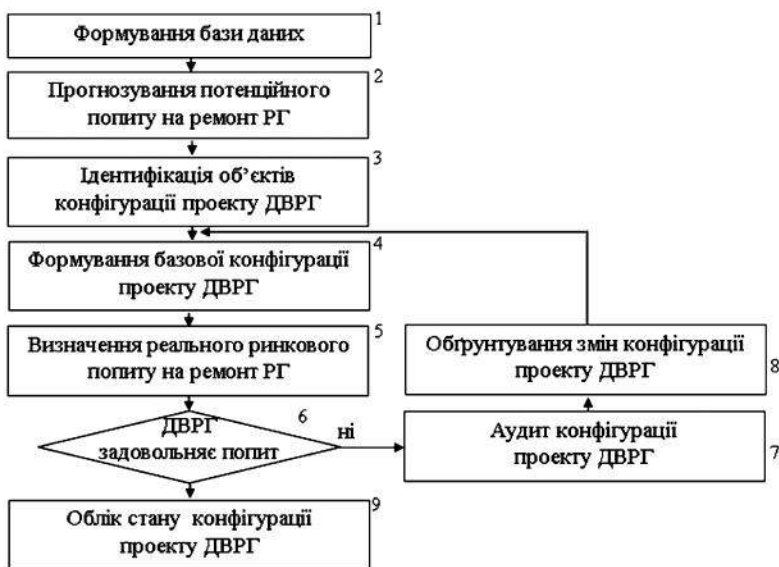 1
Формування бази даних
2
Прогнозування потенційного
попиту на ремонт РГ
3
Ідентифікація об’єктів
конфігурації проекту ДВРГ
4
Формування базової конфігурації
проекту ДВРГ
5
Визначення реального ринкового
попиту на ремонт РГ
6
ДВРГ
задовольняє попит
ні
Аудит конфігурації
проекту ДВРГ
7
Обґрунтування змін конфігурації
проекту ДВРГ
8
9
Облік стану конфігурації
проекту ДВРГ